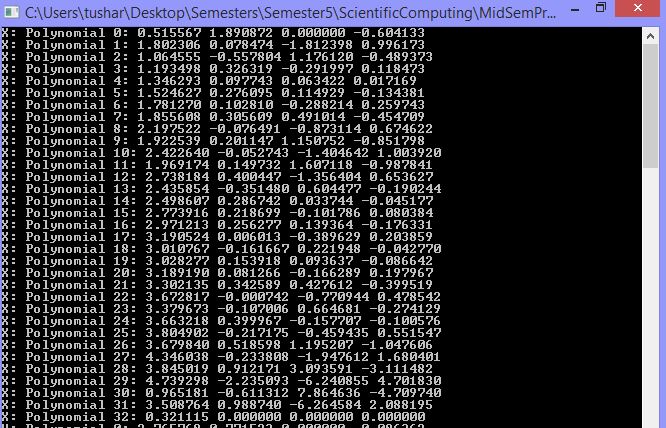 C:\Users\tushar\Desktop\Semesters\Semester5\ScientificComputing\MidSemPr...
X: Polynomial 0: 0.515567 1.890872 0.000000 -0.604133
X: Polynomial 1: 1.802306 0.078474 -1.812398 0.996173
X: Polynomial 2: 1.064555 -0.557804 1.176120 -0.489373
X: Polynomial 3: 1.193498 0.326319 -0.291997 0.118473
X: Polynomial 4: 1.346293 0.097743 0.063422 0.017169
X: Polynomial 5: 1.524627 0.276095 0.114929 -0.134381
X: Polynomial 6: 1.781270 0.102810 -0.288214 0.259743
X: Polynomial 7: 1.855608 0.305609 0.491014 -0.454709
X: Polynomial 8: 2.197522 -0.076491 -0.873114 0.674622
X: Polynomial 9: 1.922539 0.201147 1.150752 -0.851798
X: Polynomial 10: 2.422640 -0.052743 -1.404642 1.003920
X: Polynomial 11: 1.969174 0.149732 1.607118 -0.987841
X: Polynomial 12: 2.738184 0.400447 -1.356404 0.653627
X: Polynomial 13: 2.435854 -0.351480 0.604477 -0.190244
X: Polynomial 14: 2.498607 0.286742 0.033744 -0.045177
X: Polynomial 15: 2.773916 0.218699 -0.101786 0.080384
X: Polynomial 16: 2.971213 0.256277 0.139364 -0.176331
X: Polynomial 17: 3.190524 0.006013 -0.389629 0.203859
X: Polynomial 18: 3.010767 -0.161667 0.221948 -0.042770
X: Polynomial 19: 3.028277 0.153918 0.093637 -0.086642
X: Polynomial 20: 3.189190 0.081266 -0.166289 0.197967
X: Polynomial 21: 3.302135 0.342589 0.427612 -0.399519
X: Polynomial 22: 3.672817 -0.000742 -0.770944 0.478542
X: Polynomial 23: 3.379673 -0.107006 0.664681 -0.274129
X: Polynomial 24: 3.663218 0.399967 -0.157707 -0.100576
X: Polynomial 25: 3.804902 -0.217175 -0.459435 0.551547
X: Polynomial 26: 3.679840 0.518598 1.195207 -1.047606
X: Polynomial 27: 4.346038 -0.233808 -1.947612 1.680401
X: Polynomial 28: 3.845019 0.912171 3.093591 -3.111482
X: Polynomial 29: 4.739298 -2.235093 -6.240855 4.701830
X: Polynomial 30: 0.965181 -0.611312 7.864636 -4.709740
X: Polynomial 31: 3.508764 0.988740 -6.264584 2.088195
X: Polynomial 32: 0.321115 0.000000 0.000000 0.000000